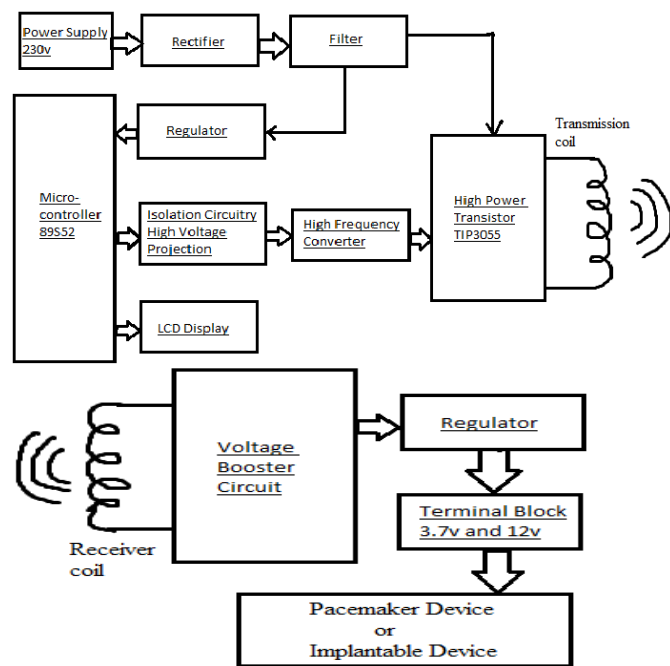 Power Supply
230v
Rectifier
Filter
Regulator
Transmission
coil
Micro-
controller
89S52
Isolation Circuitry
High Voltage
Projection
High Frequency
Converter
High Power
Transistor
TIP3055
LCD Display
Voltage
Booster
Circuit
Regulator
Receiver
coil
Terminal Block
3.7v and 12v
Pacemaker Device
or
Implantable Device